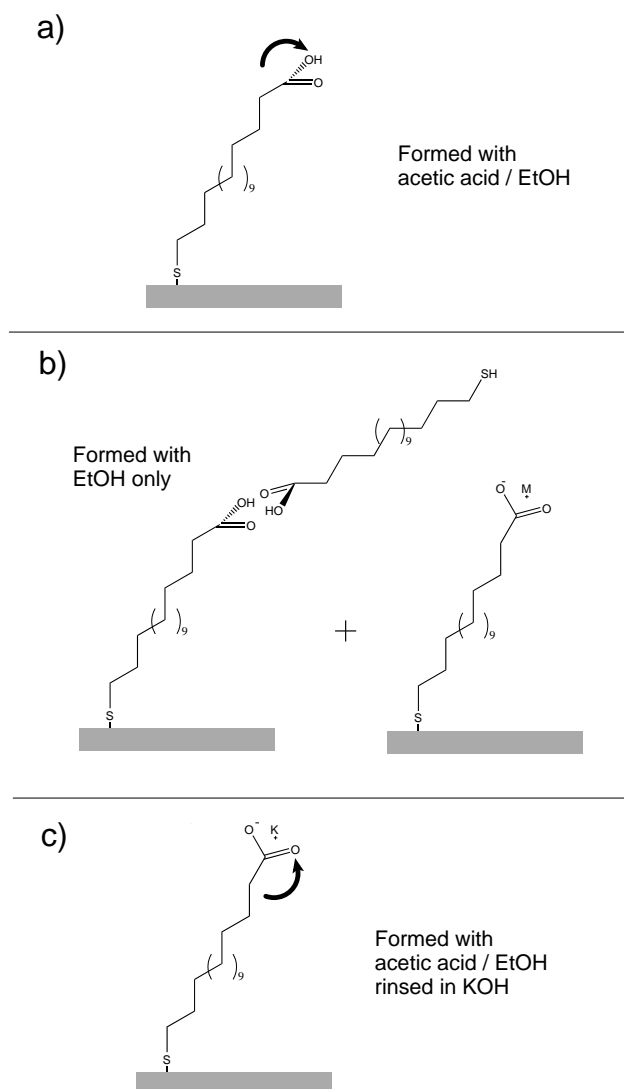 a)
OH
O
9
S
Formed with
acetic acid / EtOH
b)
SH
9
Formed with
EtOH only
O
HO
OH
O
O- M+
O
9
9
+
S
S
c)
O- K+
O
9
S
Formed with
acetic acid / EtOH
rinsed in KOH